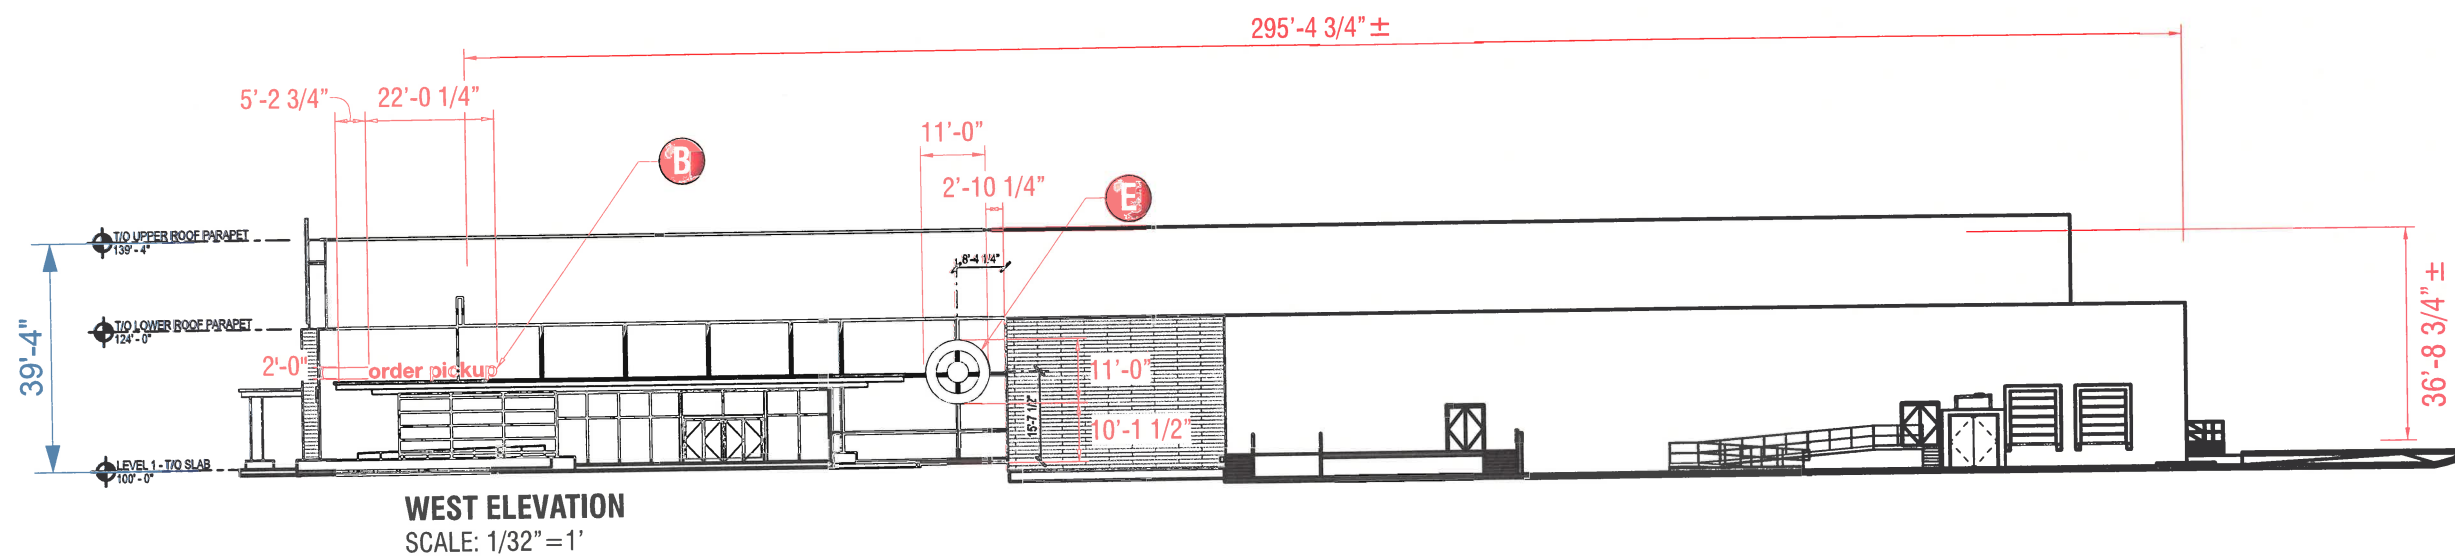 295'-4 3/4" ±
5'-2 3/4"
22'-0 1/4"
11'-0"
B
2'-10 1/4"
E
T/O UPPER ROOF PARAPET
139'-4"
8'-4 1/4"
T/O LOWER ROOF PARAPET
124'-0"
39'-4"
2'-0"
order pickup
11'-0"
15'-7 1/2"
10'-1 1/2"
36'-8 3/4" ±
LEVEL 1 - T/O SLAB
100'-0"
WEST ELEVATION
SCALE: 1/32"=1'